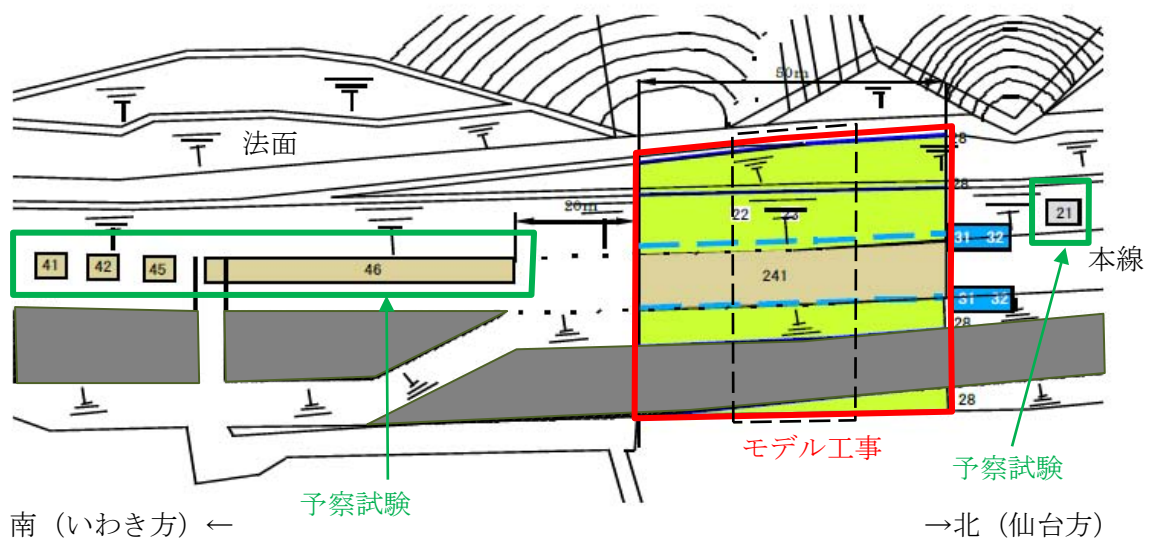 50m
法面
28
28
20m
22 23
21
31 32
本線
41 42 45 46
241
31 32
28
28
モデル工事
予察試験
予察試験
南（いわき方）←
→北（仙台方）